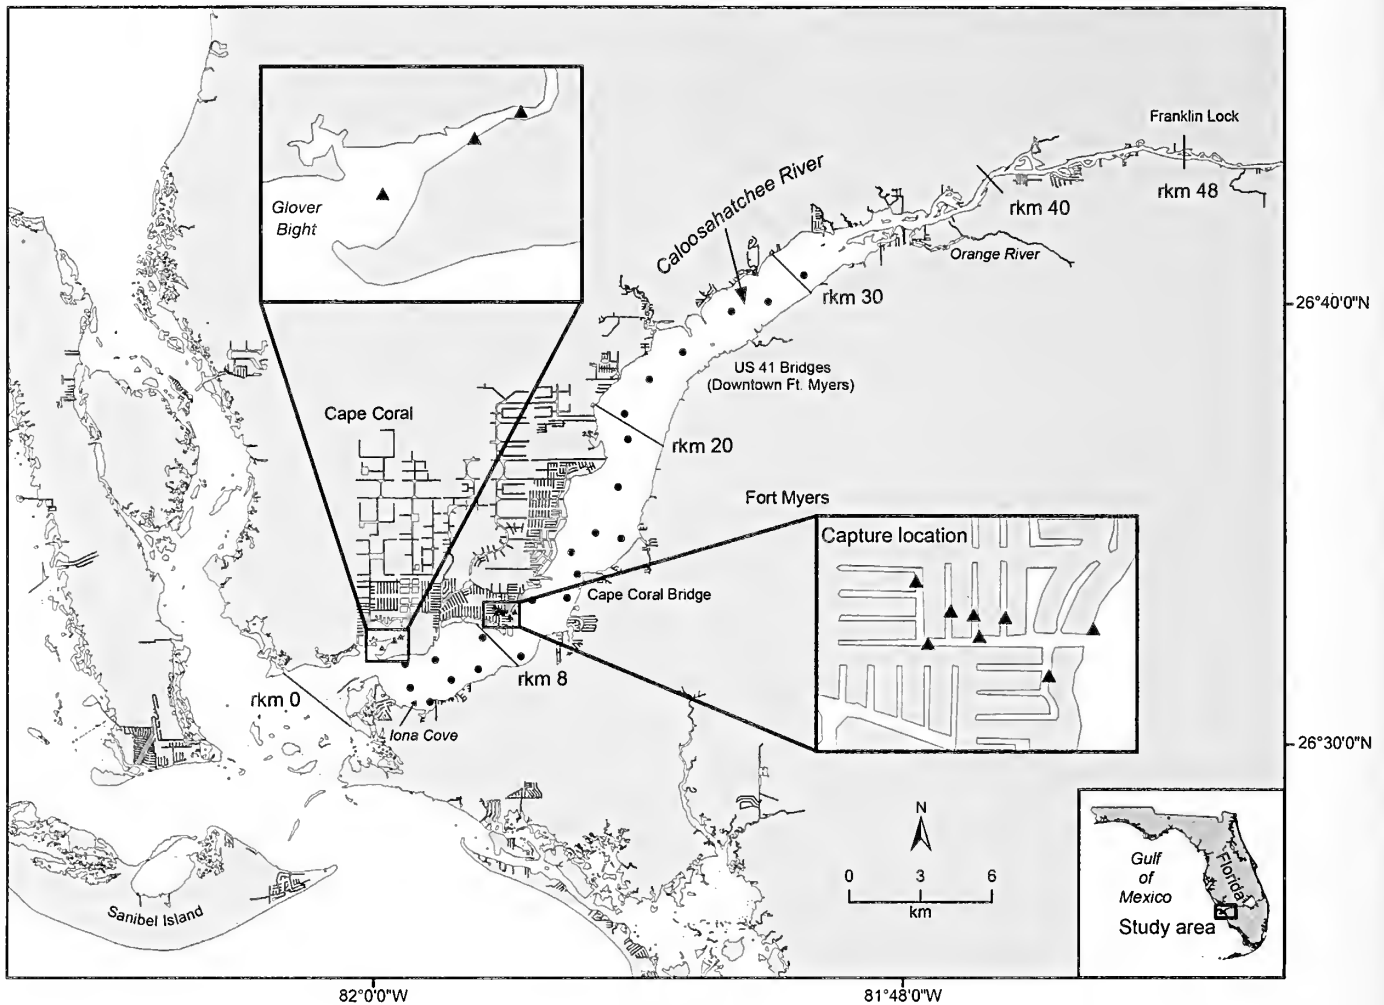 Franklin Lock
rkm 48
rkm 40
Caloosahatchee River
Orange River
Glover
Bight
rkm 30
26°40'0"N
US 41 Bridges
(Downtown Ft. Myers)
Cape Coral
rkm 20
Fort Myers
Capture location
Cape Coral Bridge
rkm 8
rkm 0
Iona Cove
26°30'0"N
N
0 3 6
km
Gulf
of
Mexico
Florida
Study area
Sanibel Island
82°0'0"W
81°48'0"W